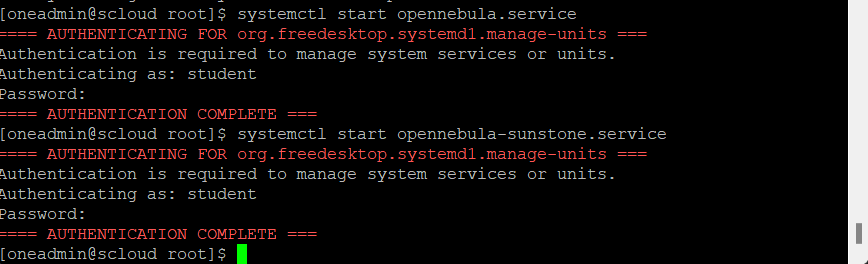 [oneadmin@scloud root]$ systemctl start opennebula.service
==== AUTHENTICATING FOR org.freedesktop.systemd1.manage-units ===
Authentication is required to manage system services or units.
Authenticating as: student
Password:
==== AUTHENTICATION COMPLETE ===
[oneadmin@scloud root]$ systemctl start opennebula-sunstone.service
==== AUTHENTICATING FOR org.freedesktop.systemd1.manage-units ===
Authentication is required to manage system services or units.
Authenticating as: student
Password:
==== AUTHENTICATION COMPLETE ===
[oneadmin@scloud root]$